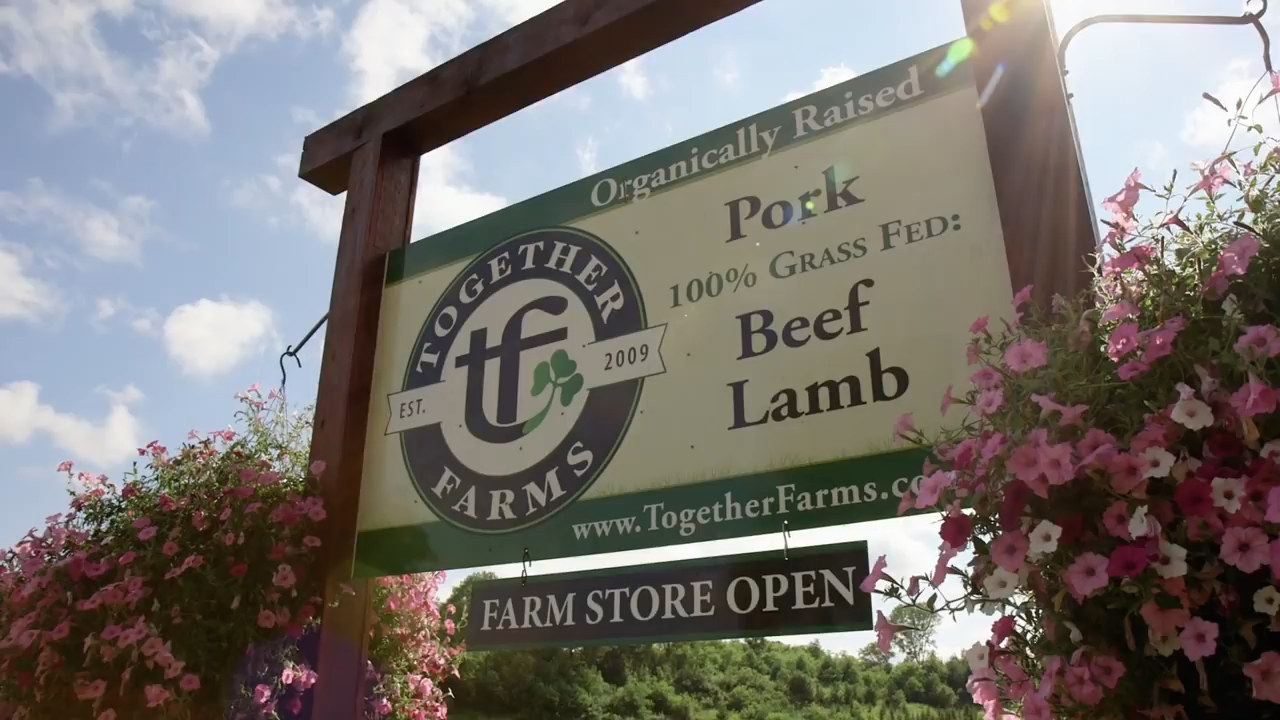 Organically Raised
Pork
100% GRASS FED:
Beef
Lamb
TOGETHER
tf
EST. 2009
FARMS
www.TogetherFarms.co
FARM STORE OPEN